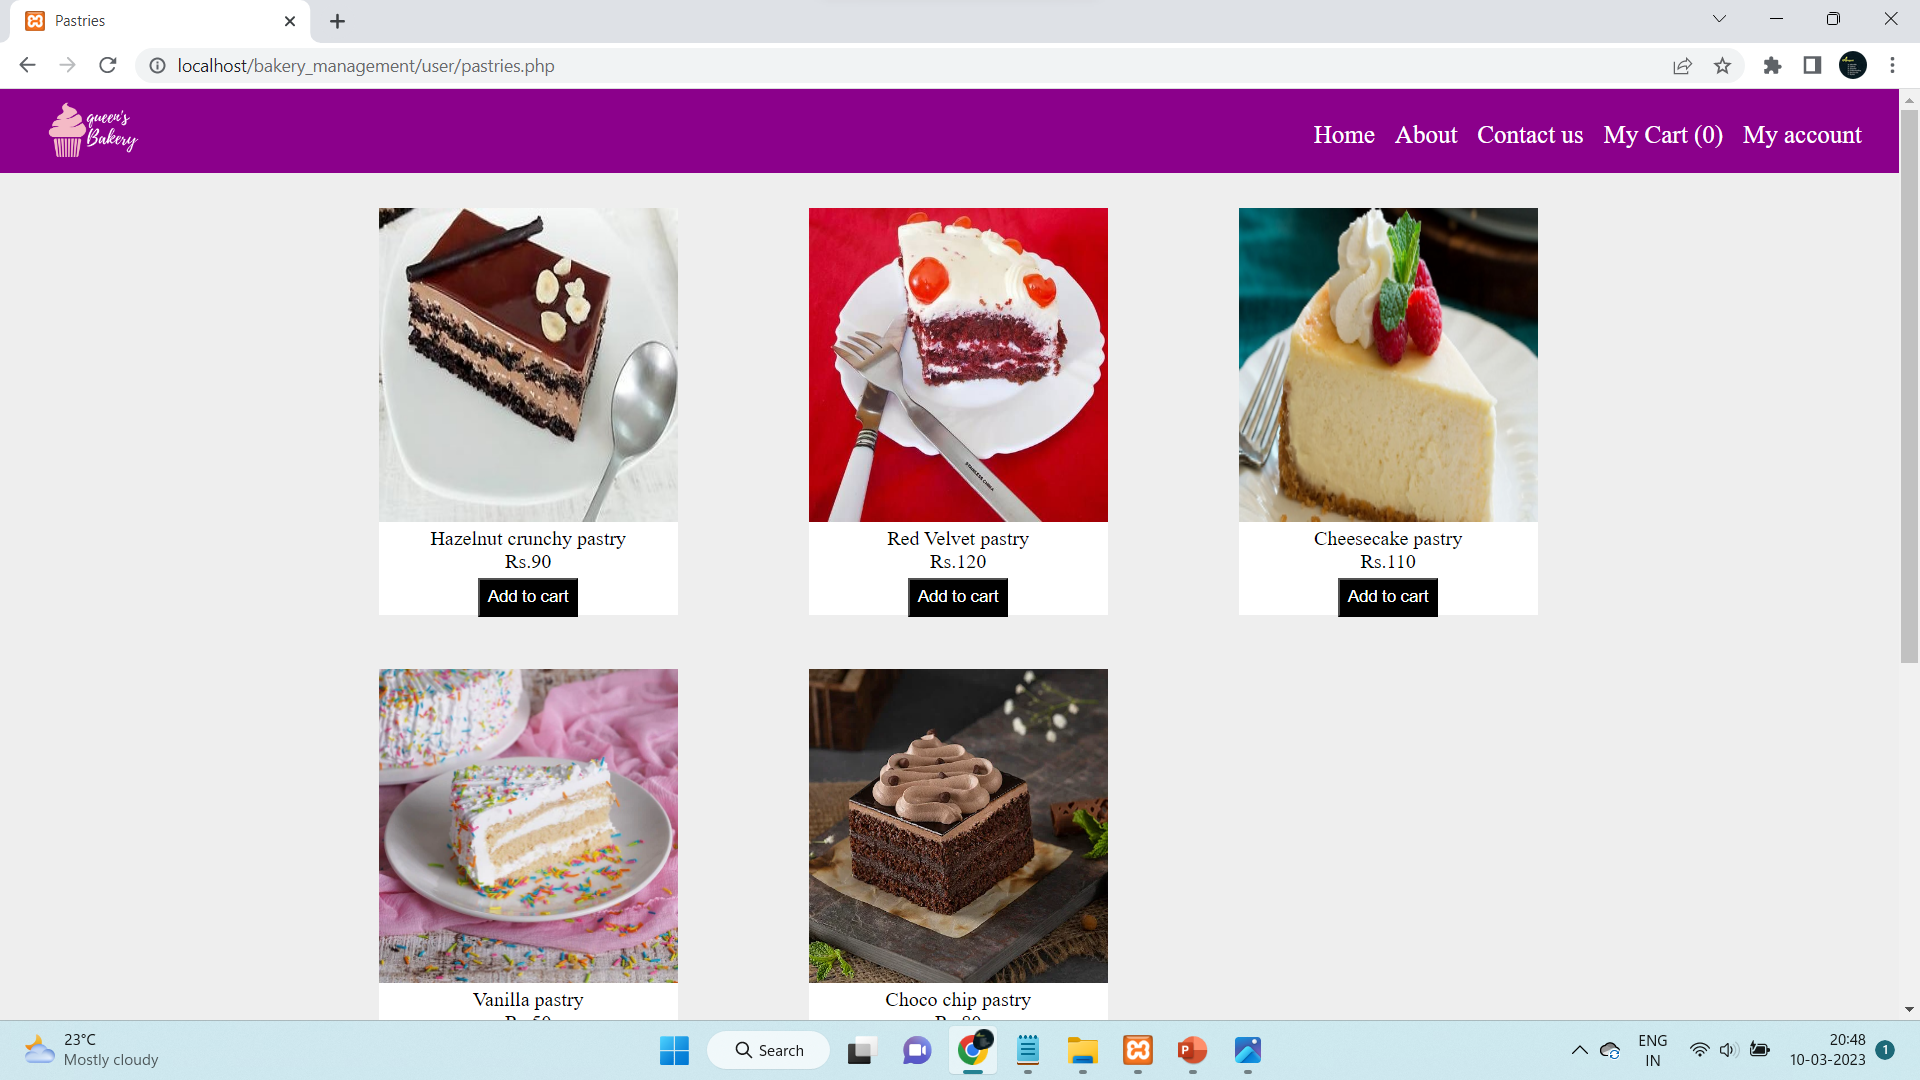 Pastries
localhost/bakery_management/user/pastries.php
queen's
Bakery
Home About Contact us My Cart (0) My account
Hazelnut crunchy pastry
Rs.90
Add to cart
Red Velvet pastry
Rs.120
Add to cart
Cheesecake pastry
Rs.110
Add to cart
Vanilla pastry
Choco chip pastry
23°C
Mostly cloudy
Search
ENG
IN
20:48
10-03-2023
1